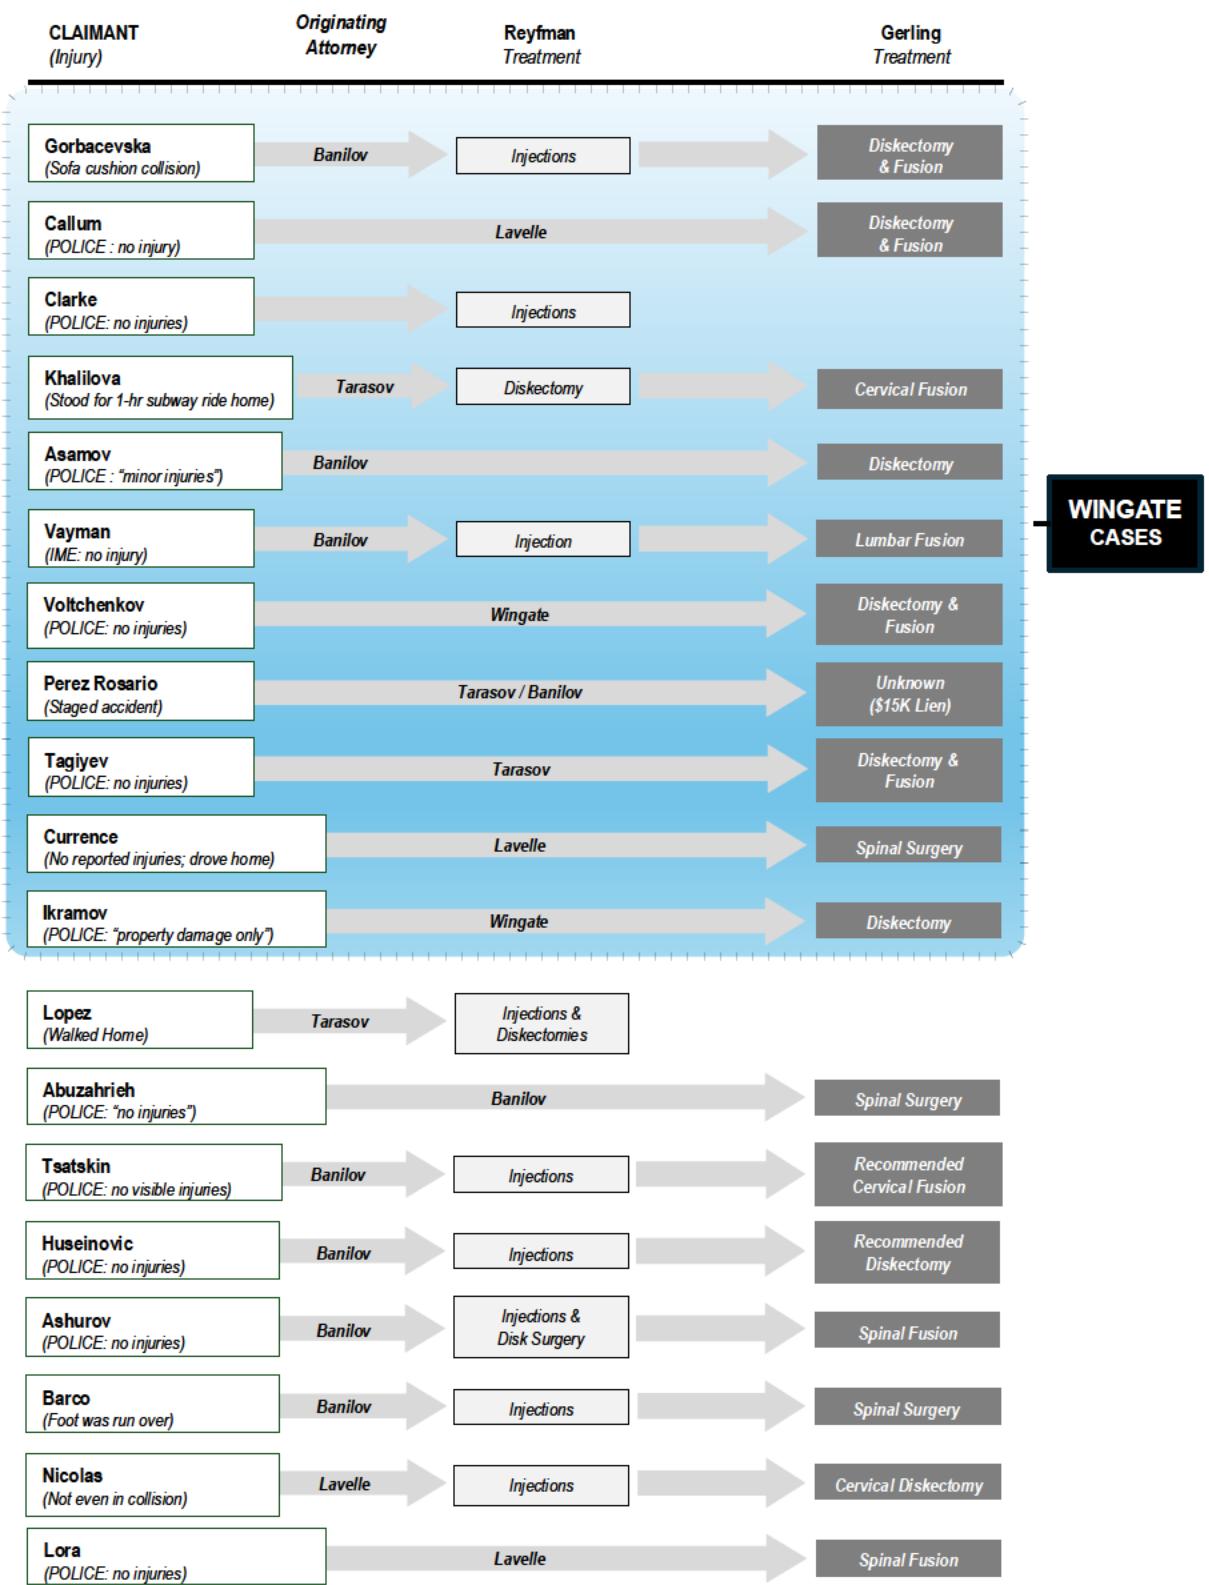 CLAIMANT
(Injury)
Originating
Attorney
Reyfman
Treatment
Gerling
Treatment
Gorbacevska
(Sofa cushion collision)
Banilov
Injections
Diskectomy
& Fusion
Callum
(POLICE : no injury)
Lavelle
Diskectomy
& Fusion
Clarke
(POLICE: no injuries)
Injections
Khalilova
(Stood for 1-hr subway ride home)
Tarasov
Diskectomy
Cervical Fusion
Asamov
(POLICE : “minor injuries”)
Banilov
Diskectomy
Vayman
(IME: no injury)
Banilov
Injection
Lumbar Fusion
WINGATE
CASES
Voltchenkov
(POLICE: no injuries)
Wingate
Diskectomy &
Fusion
Perez Rosario
(Staged accident)
Tarasov / Banilov
Unknown
($15K Lien)
Tagiyev
(POLICE: no injuries)
Tarasov
Diskectomy &
Fusion
Currence
(No reported injuries; drove home)
Lavelle
Spinal Surgery
Ikramov
(POLICE: “property damage only”)
Wingate
Diskectomy
Lopez
(Walked Home)
Tarasov
Injections &
Diskectomies
Abuzahrieh
(POLICE: “no injuries”)
Banilov
Spinal Surgery
Tsatskin
(POLICE: no visible injuries)
Banilov
Injections
Recommended
Cervical Fusion
Huseinovic
(POLICE: no injuries)
Banilov
Injections
Recommended
Diskectomy
Ashurov
(POLICE: no injuries)
Banilov
Injections &
Disk Surgery
Spinal Fusion
Barco
(Foot was run over)
Banilov
Injections
Spinal Surgery
Nicolas
(Not even in collision)
Lavelle
Injections
Cervical Diskectomy
Lora
(POLICE: no injuries)
Lavelle
Spinal Fusion